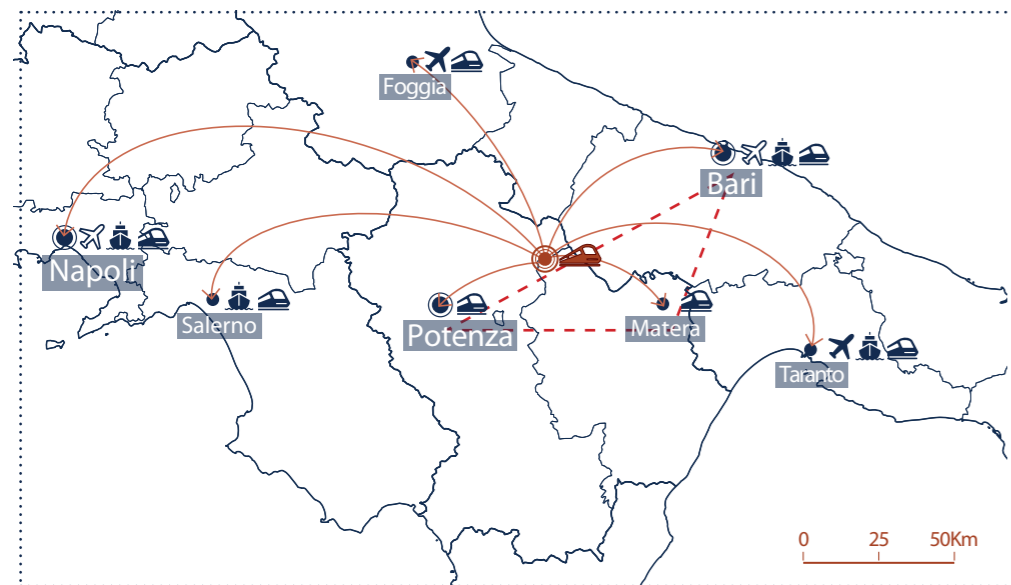 Foggia
Bari
Napoli
Salerno
Potenza
Matera
Taranto
0 25 50Km